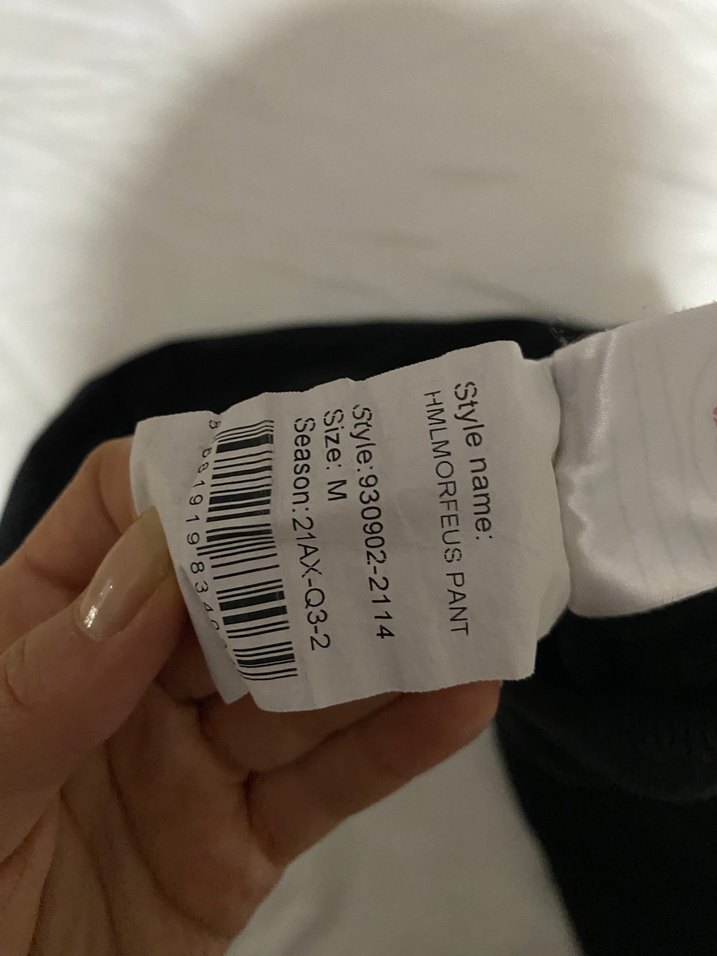 Style name:
HMLMORFEUS PANT
Style:930902-2114
Size: M
Season:21AX-Q3-2